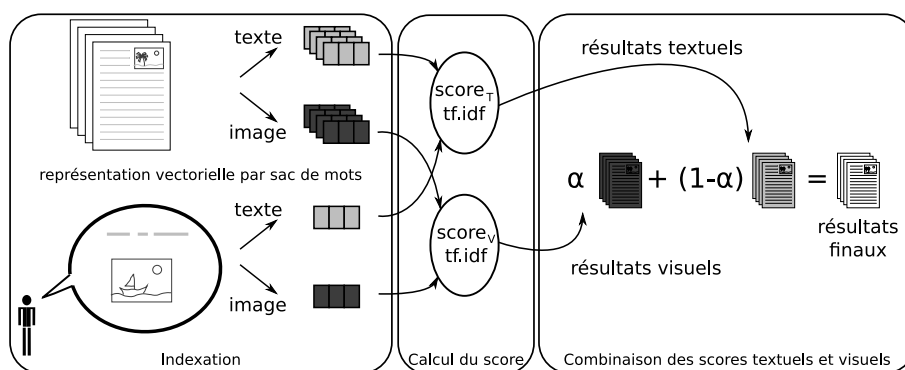 texte
image
représentation vectorielle par sac de mots
texte
image
Indexation
score_T
tf.idf
score_V
tf.idf
Calcul du score
résultats textuels
α + (1-α) =
résultats
finaux
résultats visuels
Combinaison des scores textuels et visuels